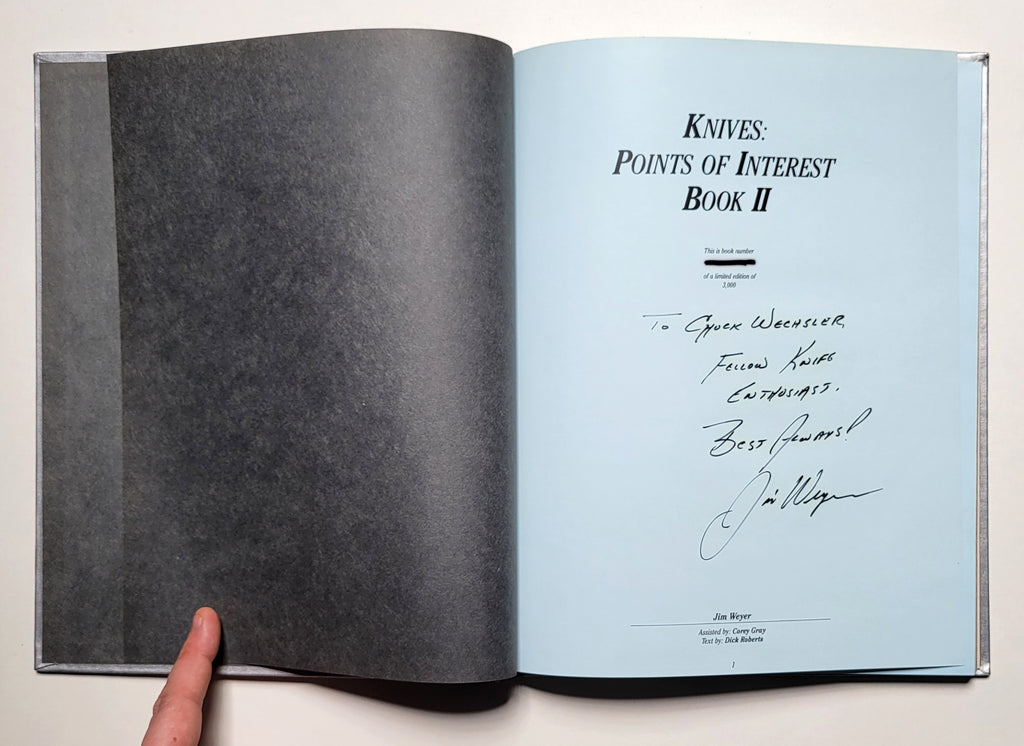 KNIVES:
POINTS OF INTEREST
BOOK II
This is book number
of a limited edition of
3,000
To CHUCK WECHSLER,
FELLOW KNIFE
ENTHUSIAST.
BEST ALWAYS!
Jim Weyer
Jim Weyer
Assisted by: Corey Gray
Text by: Dick Roberts
1